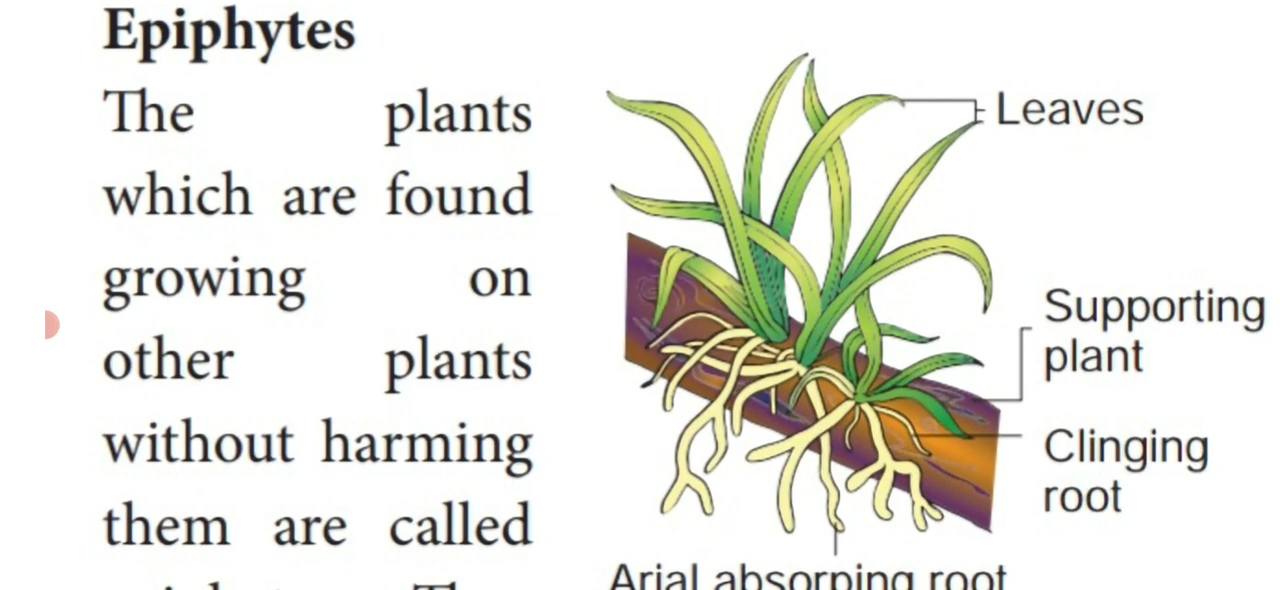 Epiphytes
The plants
which are found
growing on
other plants
without harming
them are called
Leaves
Supporting
plant
Clinging
root
Arial absorping root